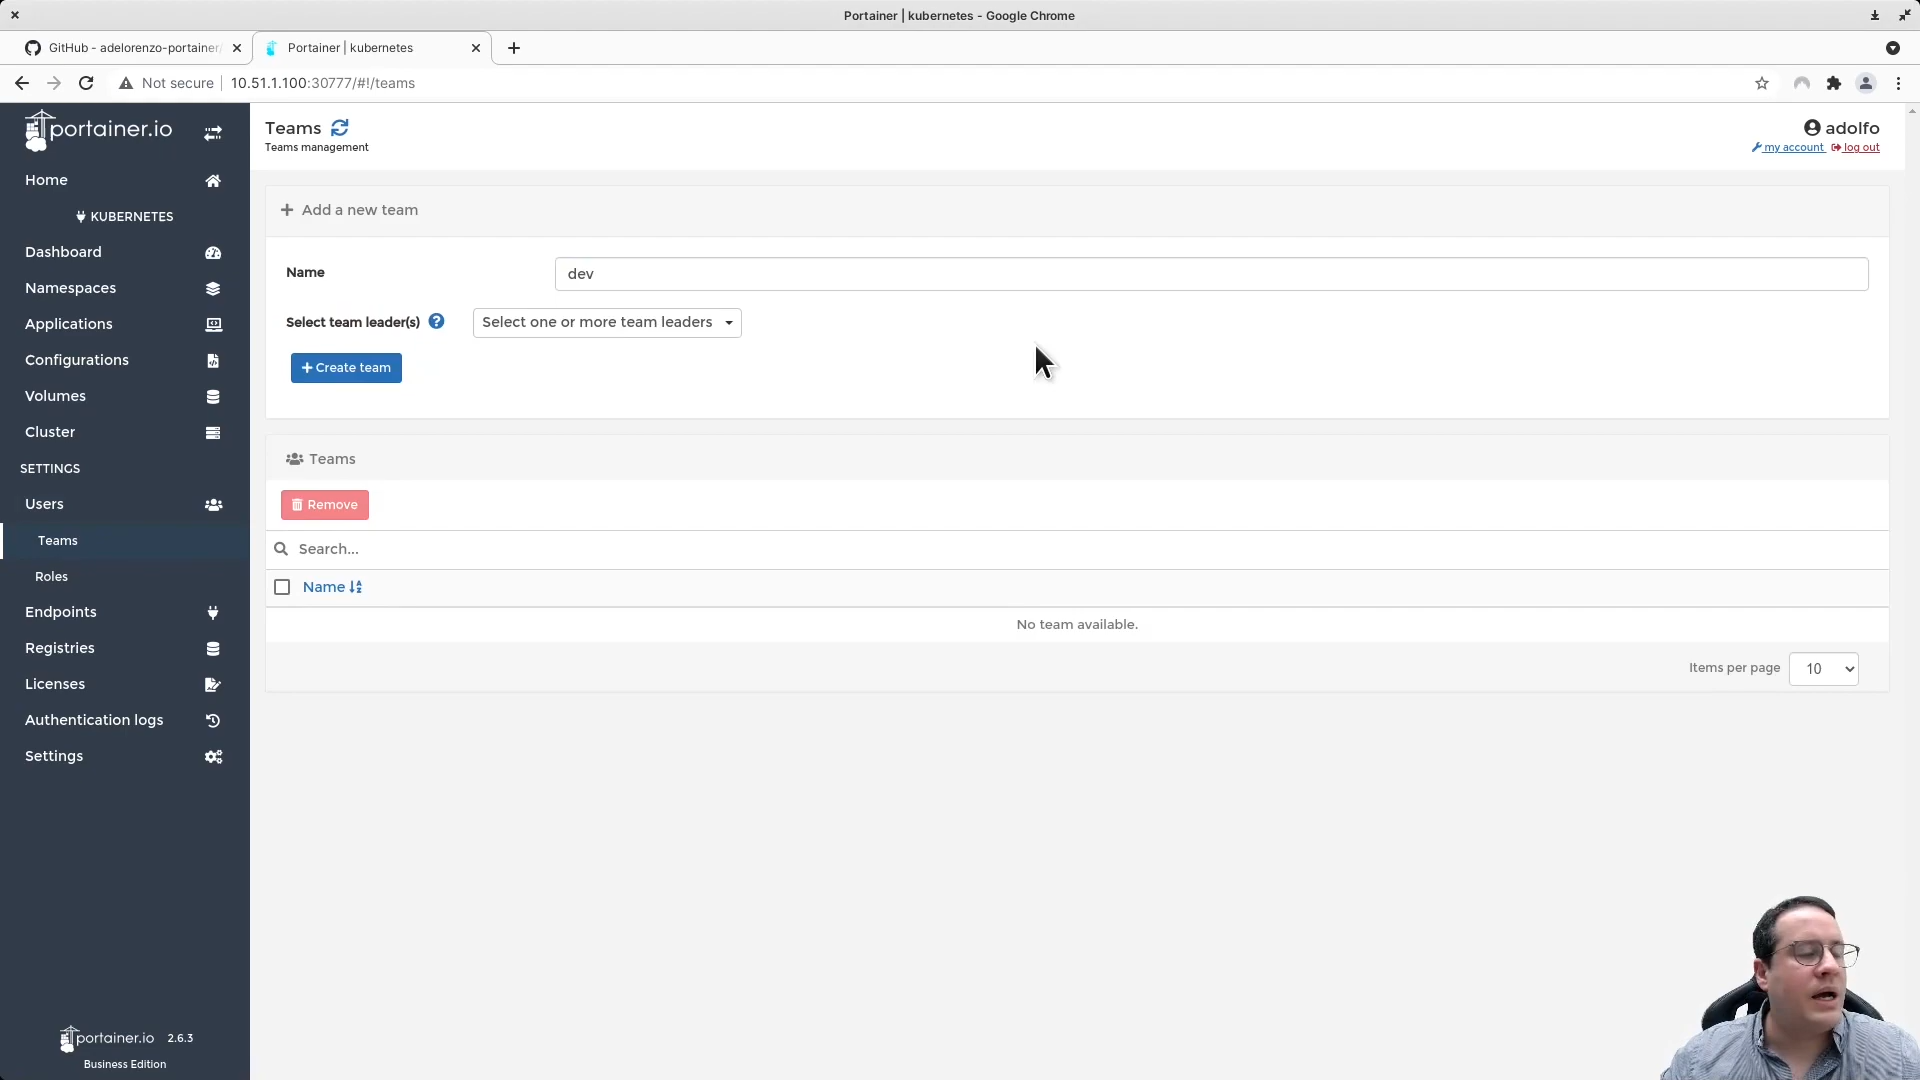 Portainer | kubernetes - Google Chrome
GitHub - adelorenzo-portainer/
Portainer | kubernetes
Not secure
10.51.1.100:30777/#!/teams
portainer.io
Home
KUBERNETES
Dashboard
Namespaces
Applications
Configurations
Volumes
Cluster
SETTINGS
Users
Teams
Roles
Endpoints
Registries
Licenses
Authentication logs
Settings
portainer.io 2.6.3
Business Edition
Teams
Teams management
adolfo
my account log out
Add a new team
Name
dev
Select team leader(s)
Select one or more team leaders
Create team
Teams
Remove
Search...
Name
No team available.
Items per page
10